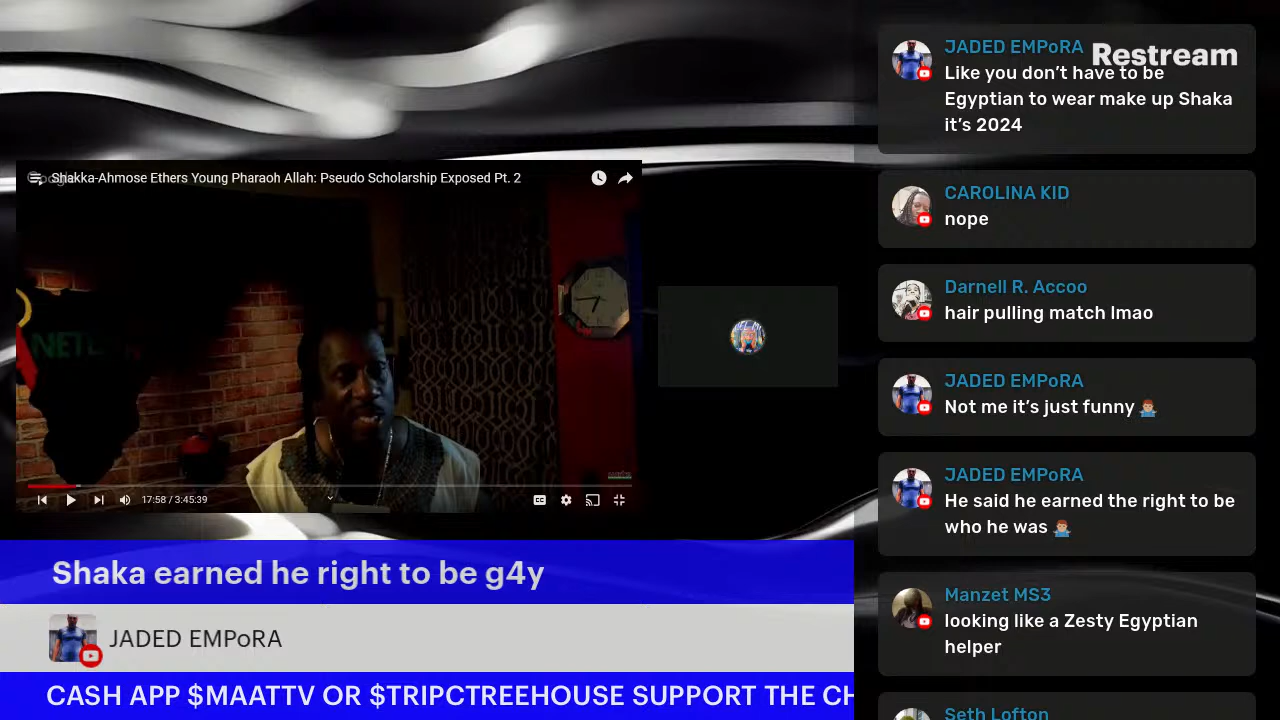 JADED EMPoRA
Restream
Like you don't have to be
Egyptian to wear make up Shaka
it's 2024
CAROLINA KID
nope
Darnell R. Accoo
hair pulling match lmao
JADED EMPoRA
Not me it's just funny
JADED EMPoRA
He said he earned the right to be
who he was
Manzet MS3
looking like a Zesty Egyptian
helper
Seth Lofton
Shakka-Ahmose Ethers Young Pharaoh Allah: Pseudo Scholarship Exposed Pt. 2
NET
17:58 / 3:45:39
CC
Shaka earned he right to be g4y
JADED EMPoRA
CASH APP $MAATTV OR $TRIPCTREEHOUSE SUPPORT THE CH